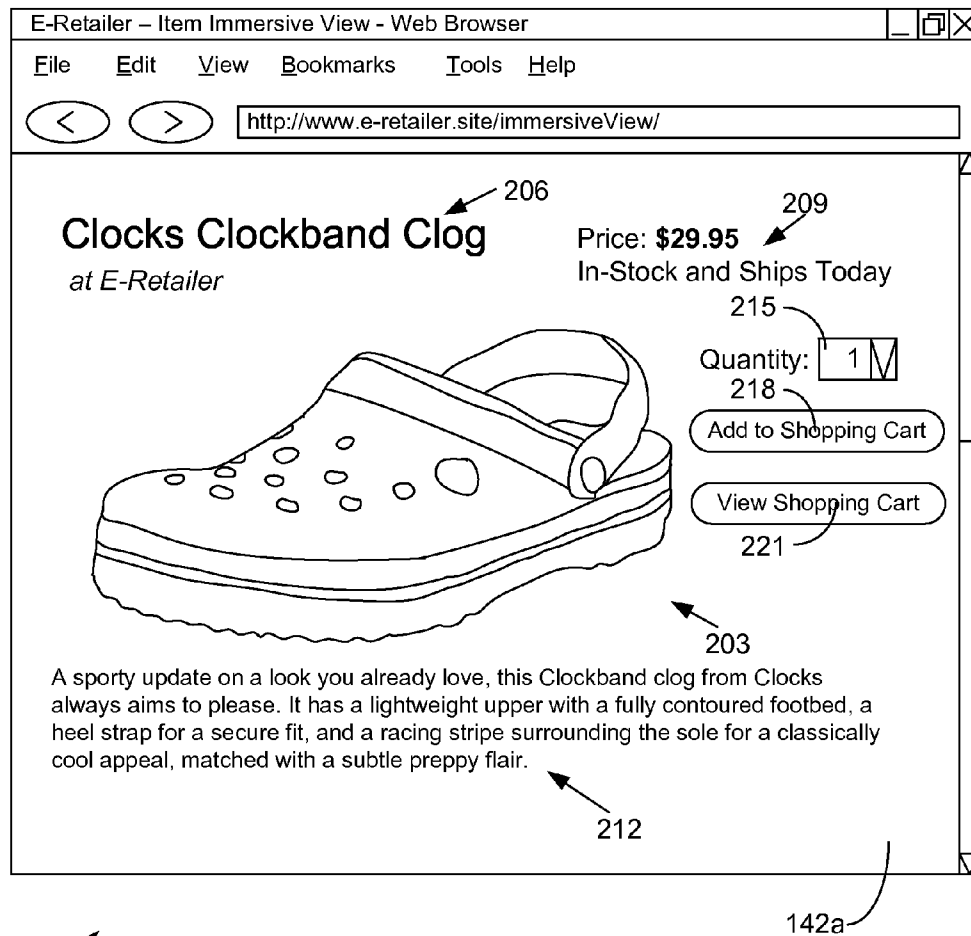 E-Retailer – Item Immersive View - Web Browser
File Edit View Bookmarks Tools Help
< >
http://www.e-retailer.site/immersiveView/
206
209
Clocks Clockband Clog
at E-Retailer
Price: $29.95
In-Stock and Ships Today
215
Quantity: 1
218
Add to Shopping Cart
View Shopping Cart
221
203
A sporty update on a look you already love, this Clockband clog from Clocks
always aims to please. It has a lightweight upper with a fully contoured footbed, a
heel strap for a secure fit, and a racing stripe surrounding the sole for a classically
cool appeal, matched with a subtle preppy flair.
212
142a